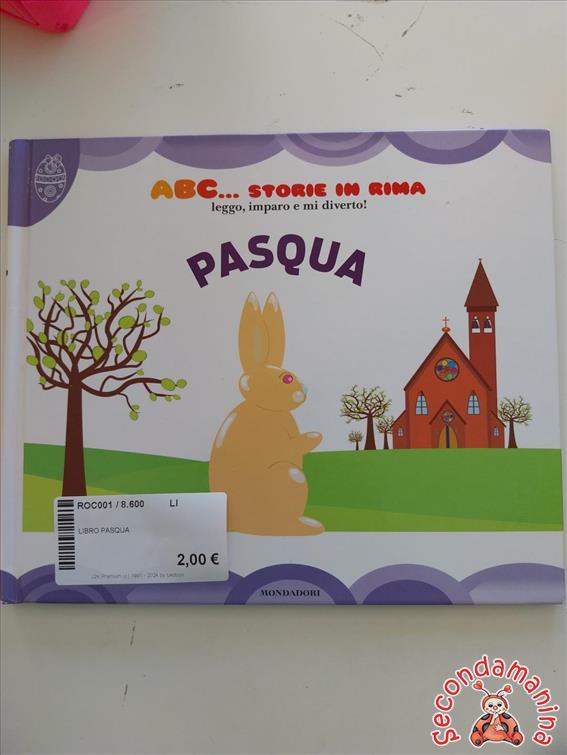 ABC... STORIE IN RIMA
leggo, imparo e mi diverto!
PASQUA
ROC001 / 8.600 LI
LIBRO PASQUA
2,00 €
MONDADORI
Secondamanina